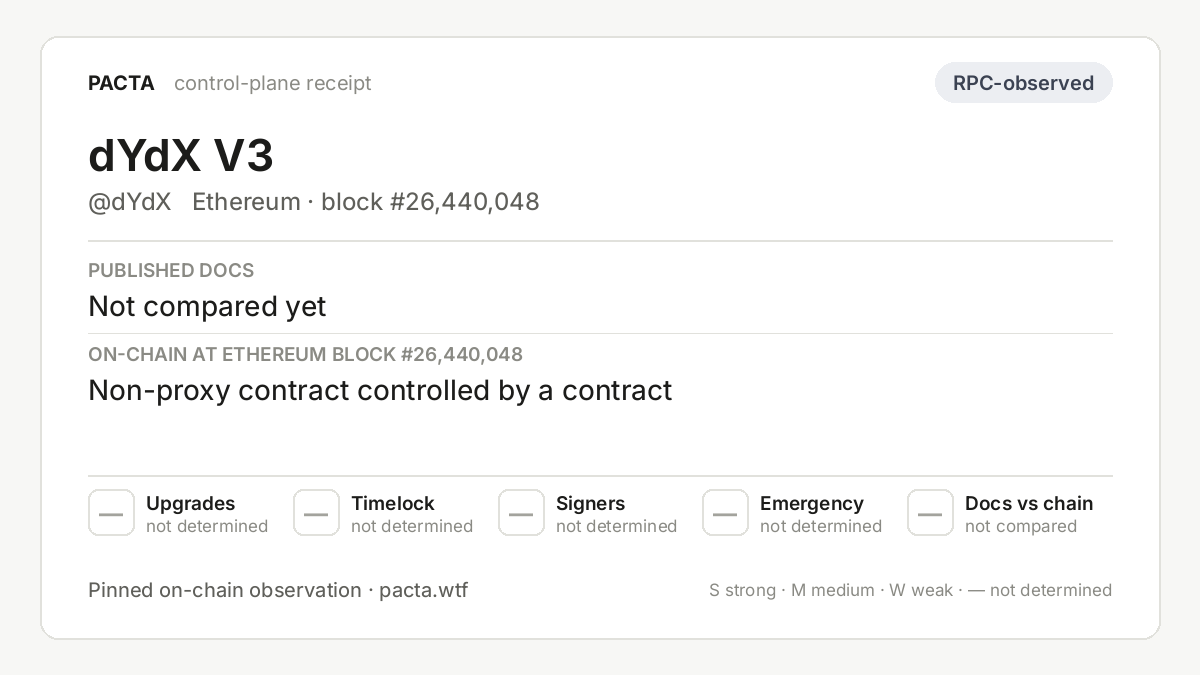 PACTA control-plane receipt
RPC-observed
dYdX V3
@dYdX Ethereum · block #26,440,048
PUBLISHED DOCS
Not compared yet
ON-CHAIN AT ETHEREUM BLOCK #26,440,048
Non-proxy contract controlled by a contract
— Upgrades
not determined
— Timelock
not determined
— Signers
not determined
— Emergency
not determined
— Docs vs chain
not compared
Pinned on-chain observation · pacta.wtf
S strong · M medium · W weak · — not determined